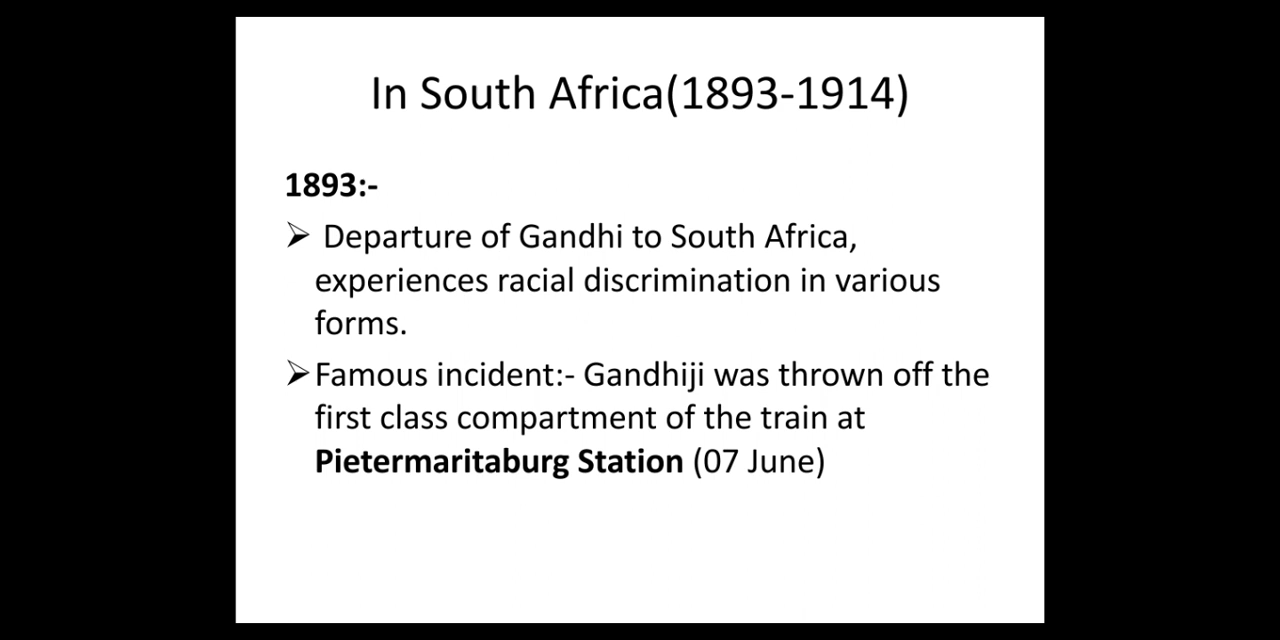 In South Africa(1893-1914)
1893:-
➢ Departure of Gandhi to South Africa,
experiences racial discrimination in various
forms.
➢Famous incident:- Gandhiji was thrown off the
first class compartment of the train at
Pietermaritaburg Station (07 June)